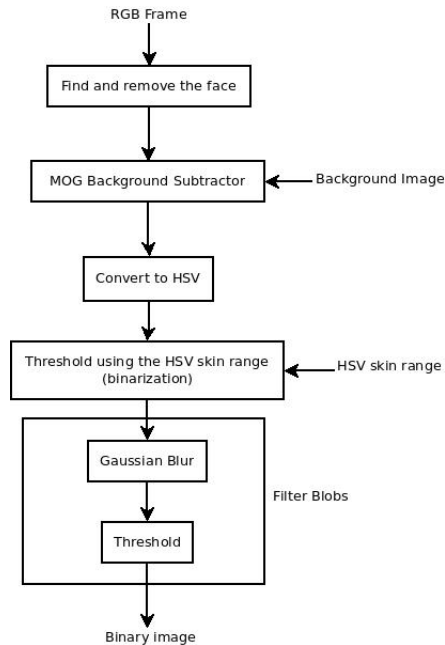 RGB Frame
Find and remove the face
MOG Background Subtractor
Background Image
Convert to HSV
Threshold using the HSV skin range
(binarization)
HSV skin range
Gaussian Blur
Filter Blobs
Threshold
Binary image